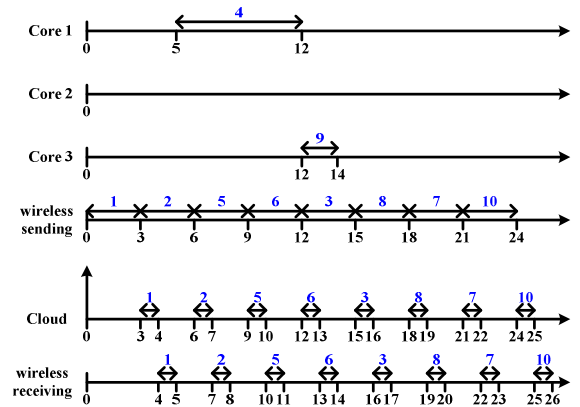 4
Core 1
0 5 12
Core 2
0
9
Core 3
0 12 14
1 2 5 6 3 8 7 10
wireless
sending
0 3 6 9 12 15 18 21 24
1 2 5 6 3 8 7 10
Cloud
0 3 4 6 7 9 10 12 13 15 16 18 19 21 22 24 25
1 2 5 6 3 8 7 10
wireless
receiving
0 4 5 7 8 10 11 13 14 16 17 19 20 22 23 25 26